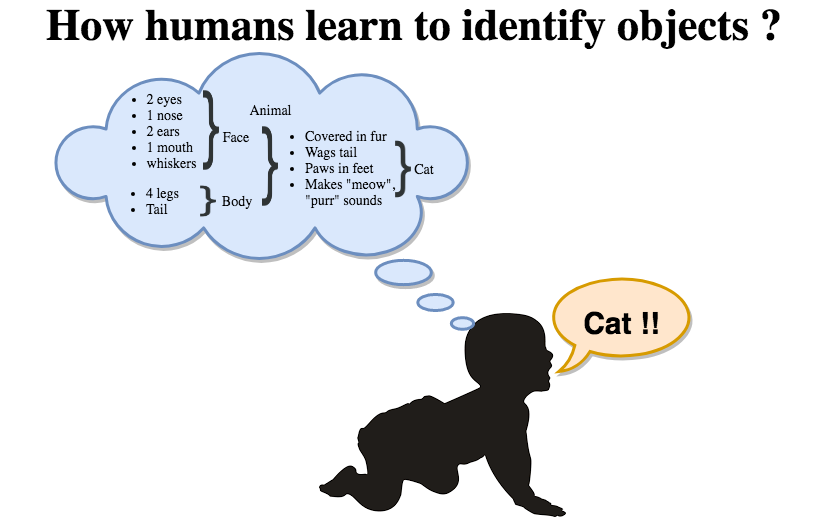 How humans learn to identify objects ?
• 2 eyes
• 1 nose
• 2 ears
• 1 mouth
• whiskers
Face
• 4 legs
• Tail
Body
Animal
• Covered in fur
• Wags tail
• Paws in feet
• Makes "meow",
"purr" sounds
Cat
Cat !!